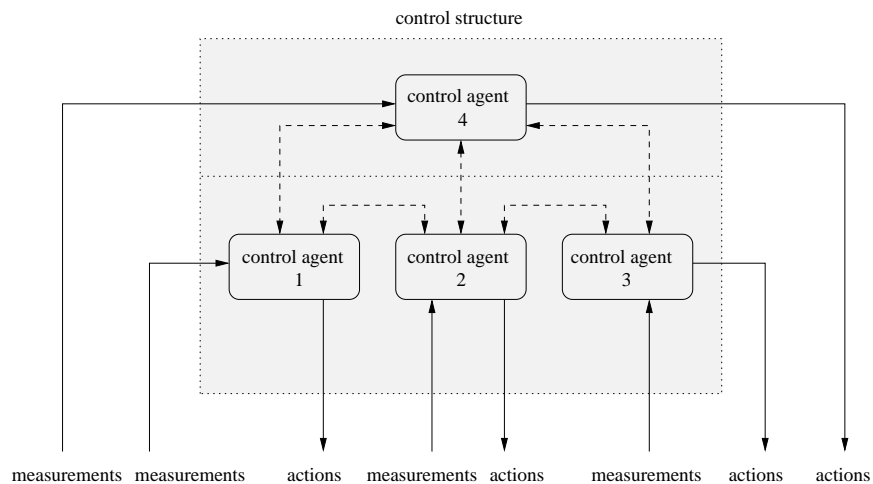 control structure
control agent
4
control agent
1
control agent
2
control agent
3
measurements measurements actions measurements actions measurements actions actions